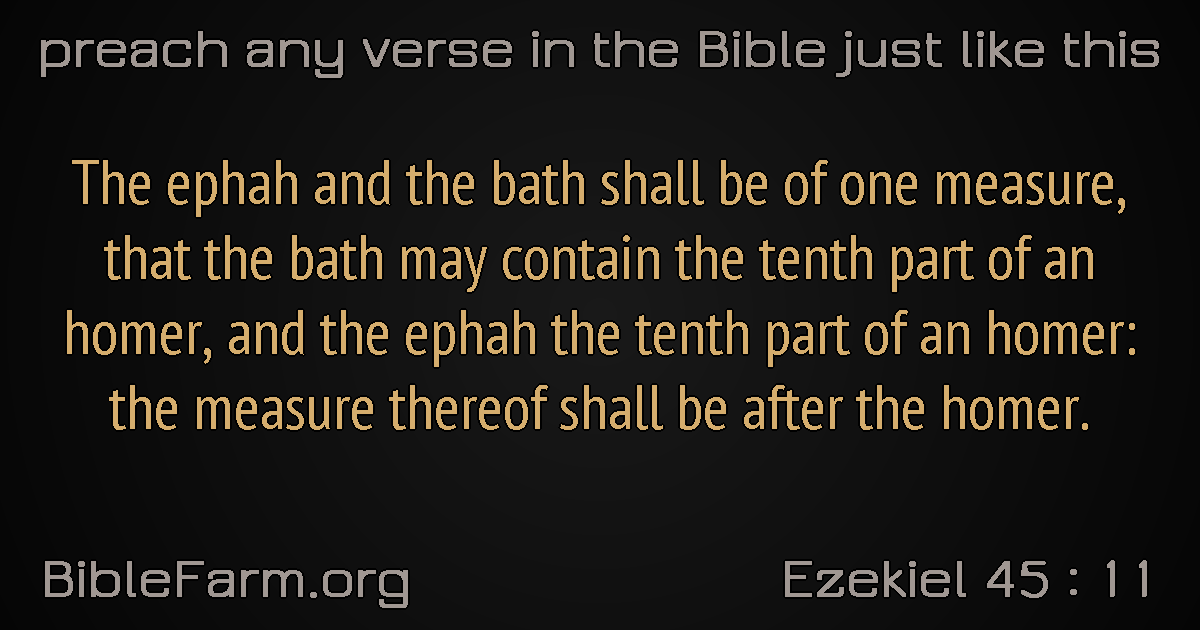 preach any verse in the Bible just like this
The ephah and the bath shall be of one measure,
that the bath may contain the tenth part of an
homer, and the ephah the tenth part of an homer:
the measure thereof shall be after the homer.
BibleFarm.org
Ezekiel 45 : 11